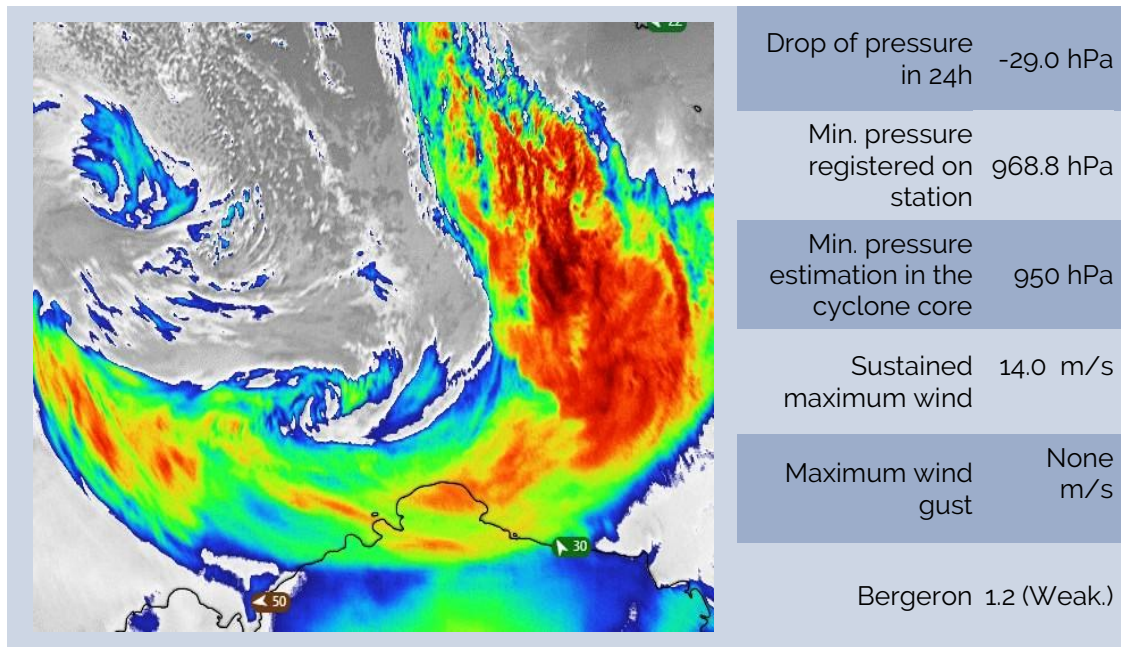 22
30
50
Drop of pressure
in 24h
-29.0 hPa
Min. pressure
registered on
station
968.8 hPa
Min. pressure
estimation in the
cyclone core
950 hPa
Sustained
maximum wind
14.0 m/s
Maximum wind
gust
None
m/s
Bergeron 1.2 (Weak.)